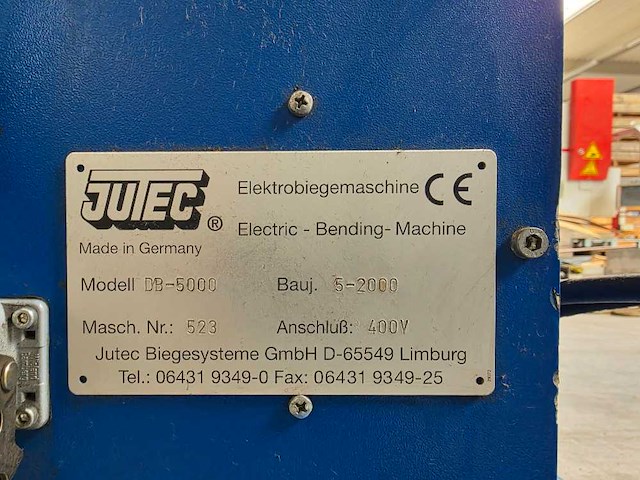 JUTEC ®
Made in Germany
Elektrobiegemaschine CE
Electric - Bending- Machine
Modell DB-5000 Bauj. 5-2000
Masch. Nr.: 523 Anschluß: 400V
Jutec Biegesysteme GmbH D-65549 Limburg
Tel.: 06431 9349-0 Fax: 06431 9349-25